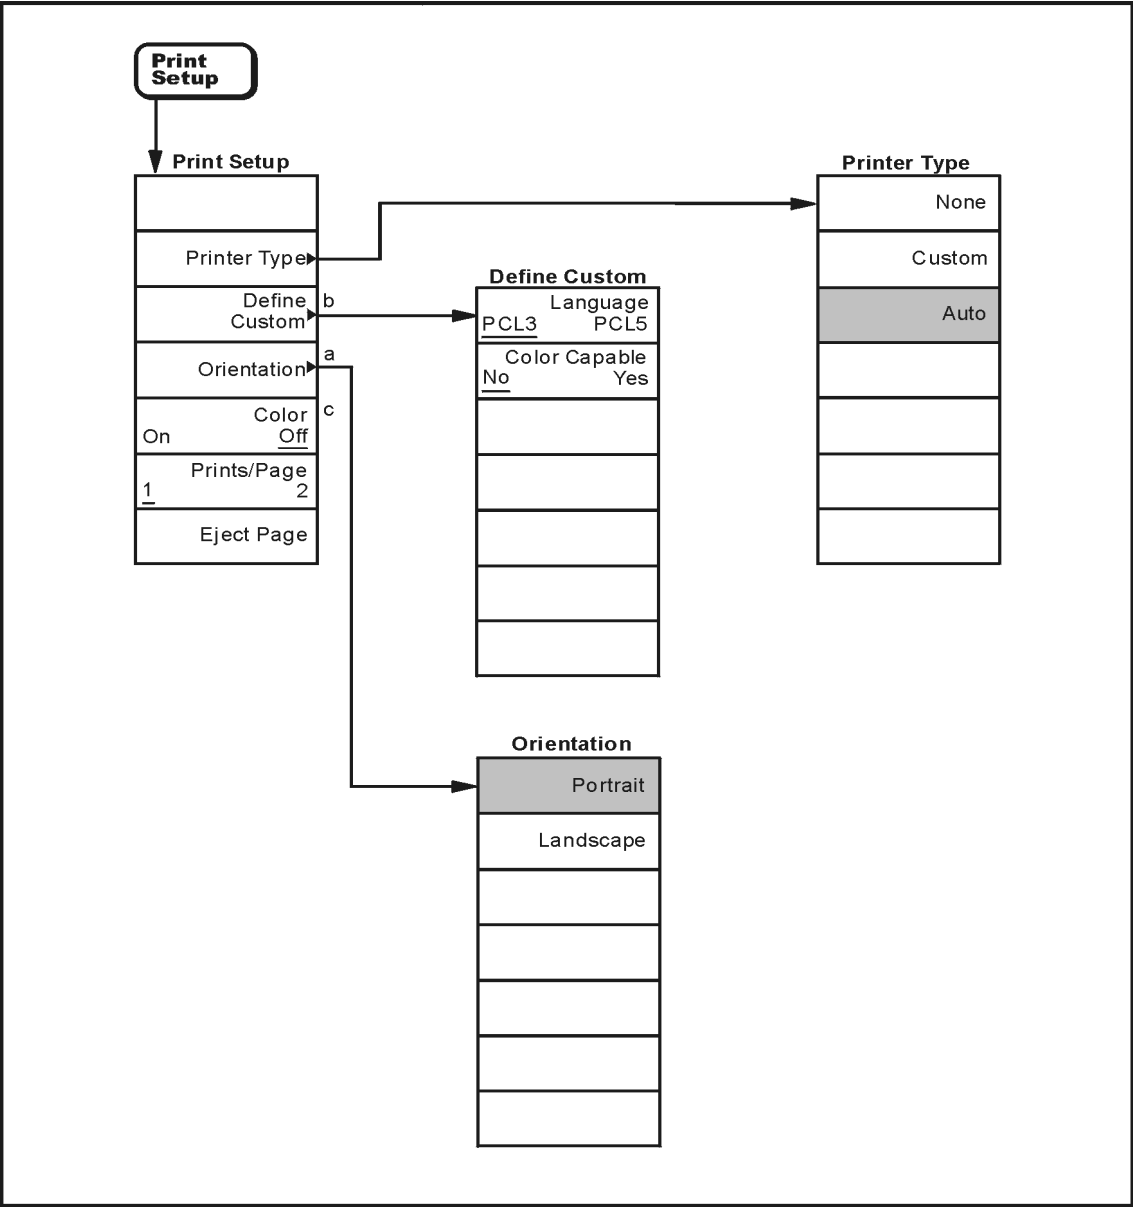 Print
Setup
Print Setup
Printer Type
Define b
Custom
Orientation a
Color c
On Off
Prints/Page
1 2
Eject Page
Define Custom
Language
PCL3 PCL5
Color Capable
No Yes
Orientation
Portrait
Landscape
Printer Type
None
Custom
Auto